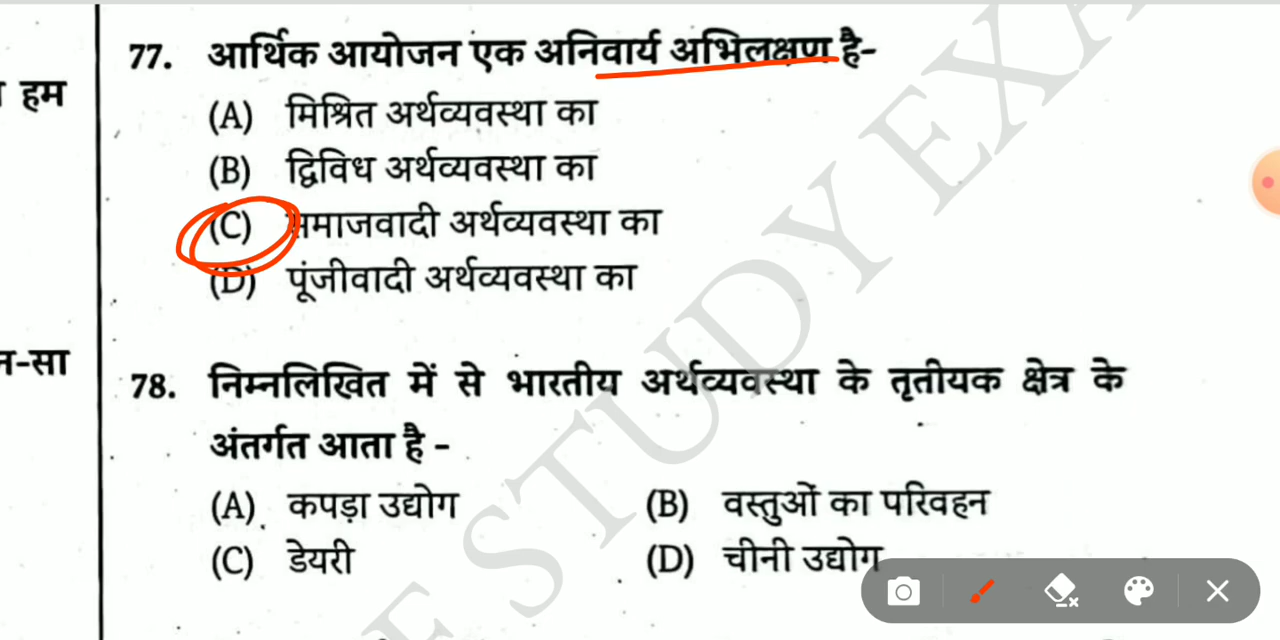 हम
न-सा
77. आर्थिक आयोजन एक अनिवार्य अभिलक्षण है-
(A) मिश्रित अर्थव्यवस्था का
(B) द्विविध अर्थव्यवस्था का
(C) समाजवादी अर्थव्यवस्था का
(D) पूंजीवादी अर्थव्यवस्था का
78. निम्नलिखित में से भारतीय अर्थव्यवस्था के तृतीयक क्षेत्र के
अंतर्गत आता है -
(A) कपड़ा उद्योग (B) वस्तुओं का परिवहन
(C) डेयरी (D) चीनी उद्योग
STUDY EXA